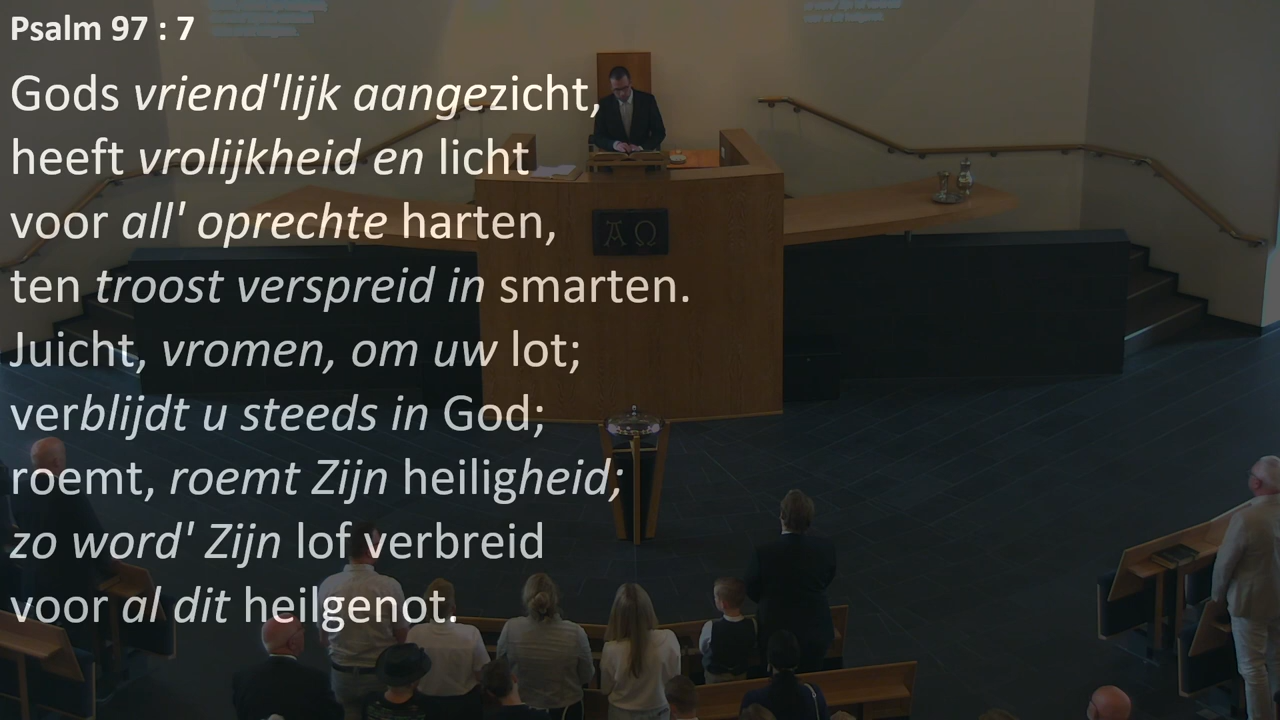 Psalm 97 : 7
Gods vriend'lijk aangezicht,
heeft vrolijkheid en licht
voor all' oprechte harten,
ten troost verspreid in smarten.
Juicht, vromen, om uw lot;
verblijdt u steeds in God;
roemt, roemt Zijn heiligheid;
zo word' Zijn lof verbreid
voor al dit heilgenot.
Α Ω